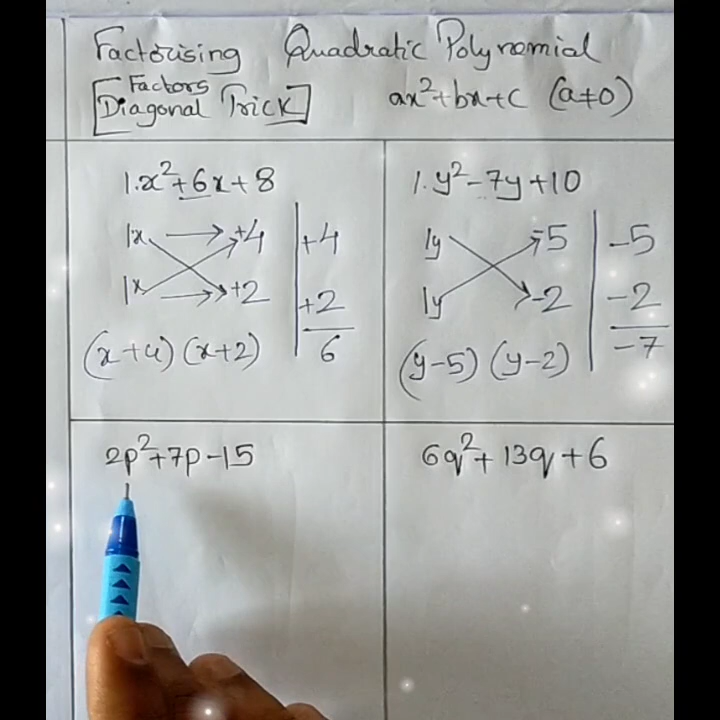 Factorising Quadratic Polynomial
[Factors Diagonal Trick] ax²+bx+c (a≠0)
1.x²+6x+8
1x +4 +4
1x +2 +2
6
(x+4) (x+2)
1.y²-7y+10
1y -5 -5
1y -2 -2
-7
(y-5) (y-2)
2p²+7p-15
6q²+13q+6